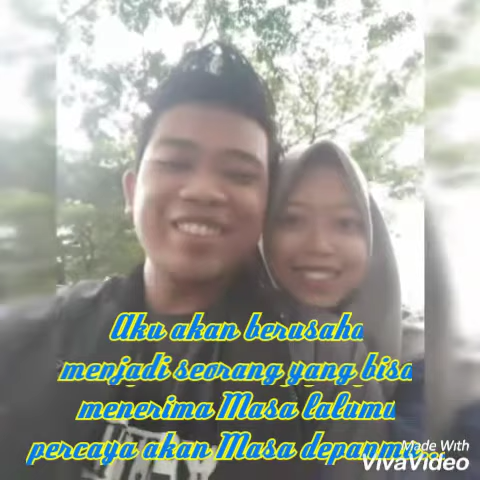 Aku akan berusaha
menjadi seorang yang bisa
menerima Masa lalumu
percaya akan Masa depanmu
Made With
VivaVideo